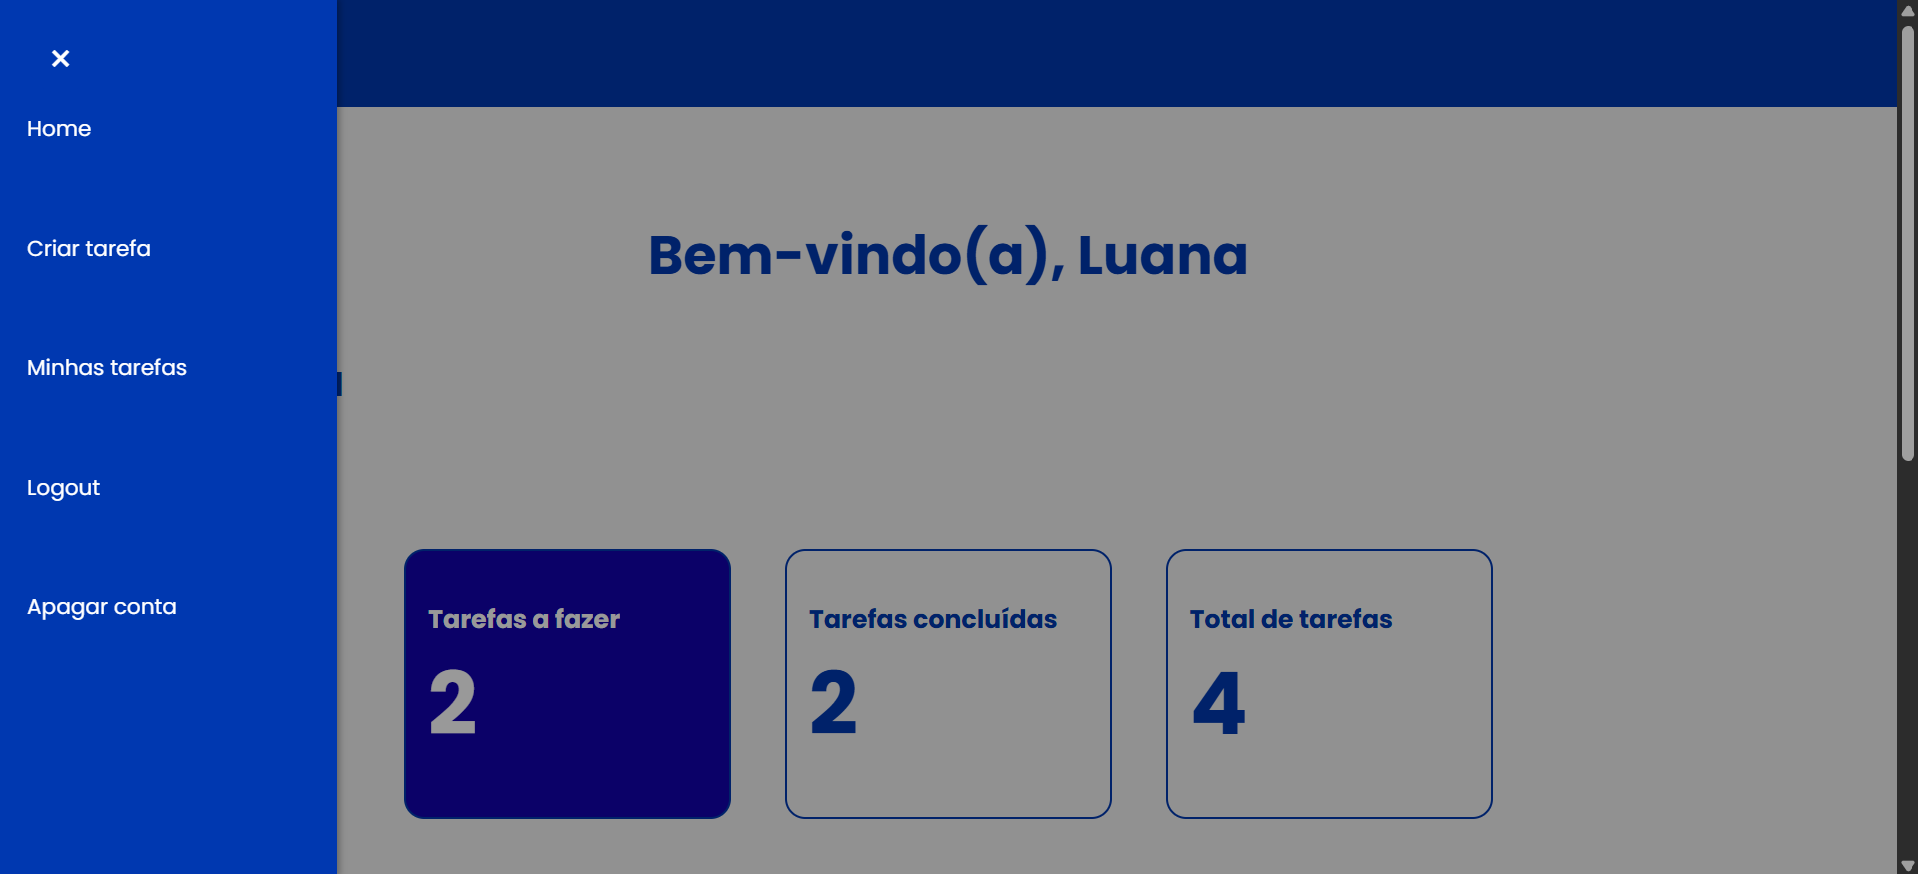 Home
Criar tarefa
Minhas tarefas
Logout
Apagar conta
Bem-vindo(a), Luana
Tarefas a fazer
2
Tarefas concluídas
2
Total de tarefas
4